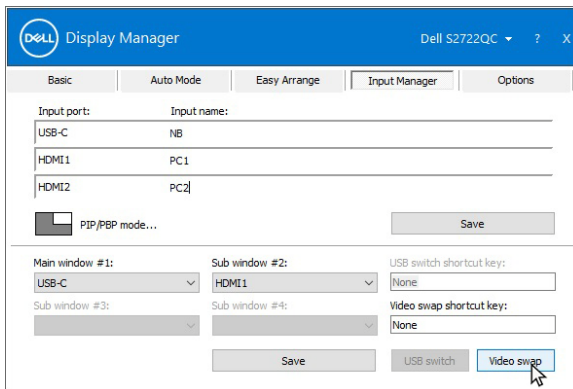 DELL Display Manager Dell S2722QC ? X
Basic Auto Mode Easy Arrange Input Manager Options
Input port: Input name:
USB-C NB
HDMI1 PC1
HDMI2 PC2
PIP/PBP mode... Save
Main window #1: Sub window #2: USB switch shortcut key:
USB-C HDMI1 None
Sub window #3: Sub window #4: Video swap shortcut key:
None
Save USB switch Video swap